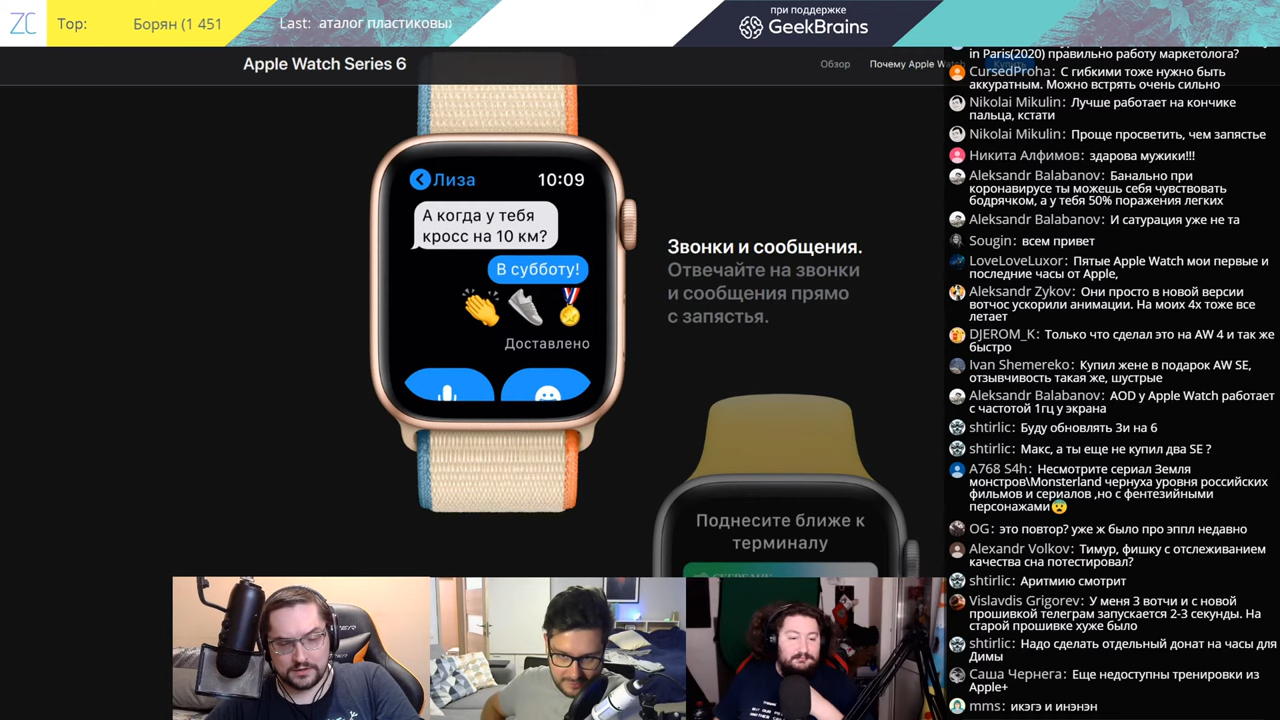 ZC
Top:
Борян (1 451
Last:
аталог пластиковы
при поддержке
GeekBrains
Apple Watch Series 6
Обзор
Почему Apple Watch
Купить
Лиза
10:09
А когда у тебя
кросс на 10 км?
В субботу!
Доставлено
Звонки и сообщения.
Отвечайте на звонки
и сообщения прямо
с запястья.
Поднесите ближе к
терминалу
in Paris(2020) правильно работу маркетолога?
CursedProha: С гибкими тоже нужно быть
аккуратным. Можно встрять очень сильно
Nikolai Mikulin: Лучше работает на кончике
пальца, кстати
Nikolai Mikulin: Проще просветить, чем запястье
Никита Алфимов: здарова мужики!!!
Aleksandr Balabanov: Банально при
коронавирусе ты можешь себя чувствовать
бодрячком, а у тебя 50% поражения легких
Aleksandr Balabanov: И сатурация уже не та
Sougin: всем привет
LoveLoveLuxor: Пятые Apple Watch мои первые и
последние часы от Apple,
Aleksandr Zykov: Они просто в новой версии
вотчос ускорили анимации. На моих 4х тоже все
летает
DJEROM_K: Только что сделал это на AW 4 и так же
быстро
Ivan Shemereko: Купил жене в подарок AW SE,
отзывчивость такая же, шустрые
Aleksandr Balabanov: AOD у Apple Watch работает
с частотой 1гц у экрана
shtirlic: Буду обновлять 3и на 6
shtirlic: Макс, а ты еще не купил два SE ?
A768 S4h: Несмотрите сериал Земля
монстров\Monsterland чернуха уровня российских
фильмов и сериалов ,но с фентезийными
персонажами
OG: это повтор? уже ж было про эппл недавно
Alexandr Volkov: Тимур, фишку с отслеживанием
качества сна потестировал?
shtirlic: Аритмию смотрит
Vislavdis Grigorev: У меня 3 вотчи и с новой
прошивкой телеграм запускается 2-3 секунды. На
старой прошивке хуже было
shtirlic: Надо сделать отдельный донат на часы для
Димы
Саша Чернега: Еще недоступны тренировки из
Apple+
mms: икэгэ и инэнэн